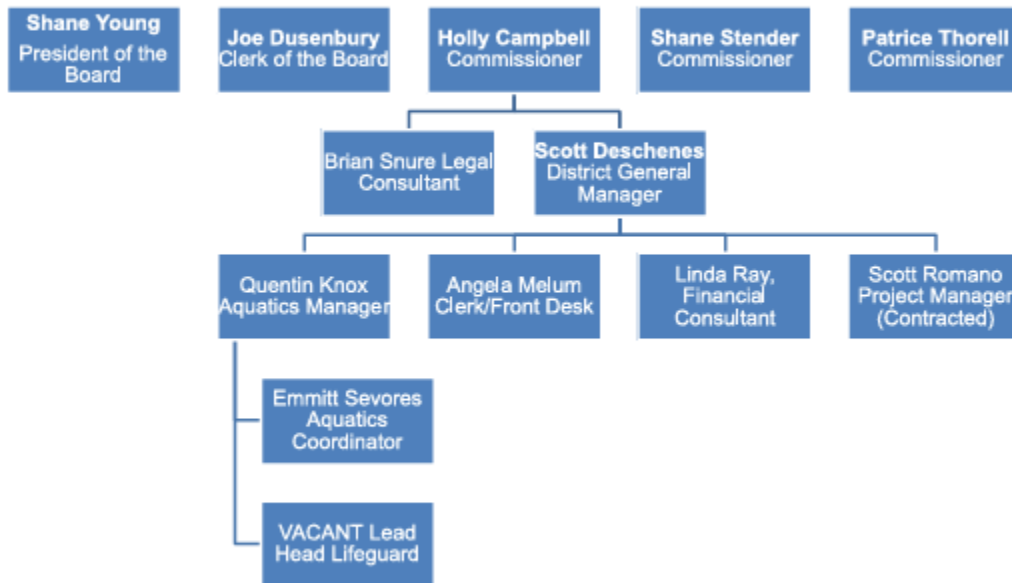 Shane Young
President of the
Board
Joe Dusenbury
Clerk of the Board
Holly Campbell
Commissioner
Shane Stender
Commissioner
Patrice Thorell
Commissioner
Brian Snure Legal
Consultant
Scott Deschenes
District General
Manager
Quentin Knox
Aquatics Manager
Angela Melum
Clerk/Front Desk
Linda Ray,
Financial
Consultant
Scott Romano
Project Manager
(Contracted)
Emmitt Sevores
Aquatics
Coordinator
VACANT Lead
Head Lifeguard